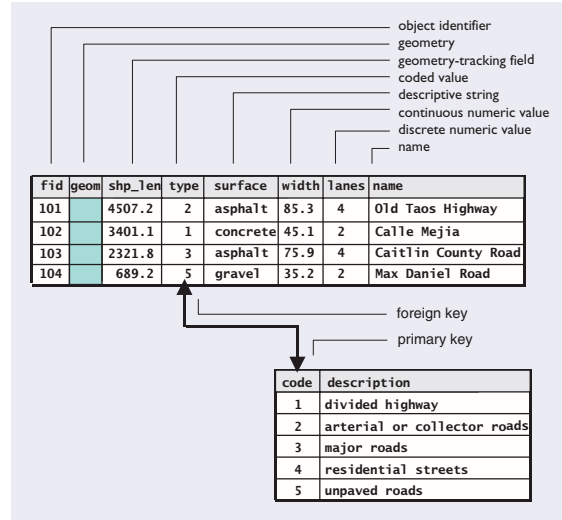 object identifier
geometry
geometry-tracking field
coded value
descriptive string
continuous numeric value
discrete numeric value
name
fid geom shp_len type surface width lanes name
101 4507.2 2 asphalt 85.3 4 Old Taos Highway
102 3401.1 1 concrete 45.1 2 Calle Mejia
103 2321.8 3 asphalt 75.9 4 Caitlin County Road
104 689.2 5 gravel 35.2 2 Max Daniel Road
foreign key
primary key
code description
1 divided highway
2 arterial or collector roads
3 major roads
4 residential streets
5 unpaved roads